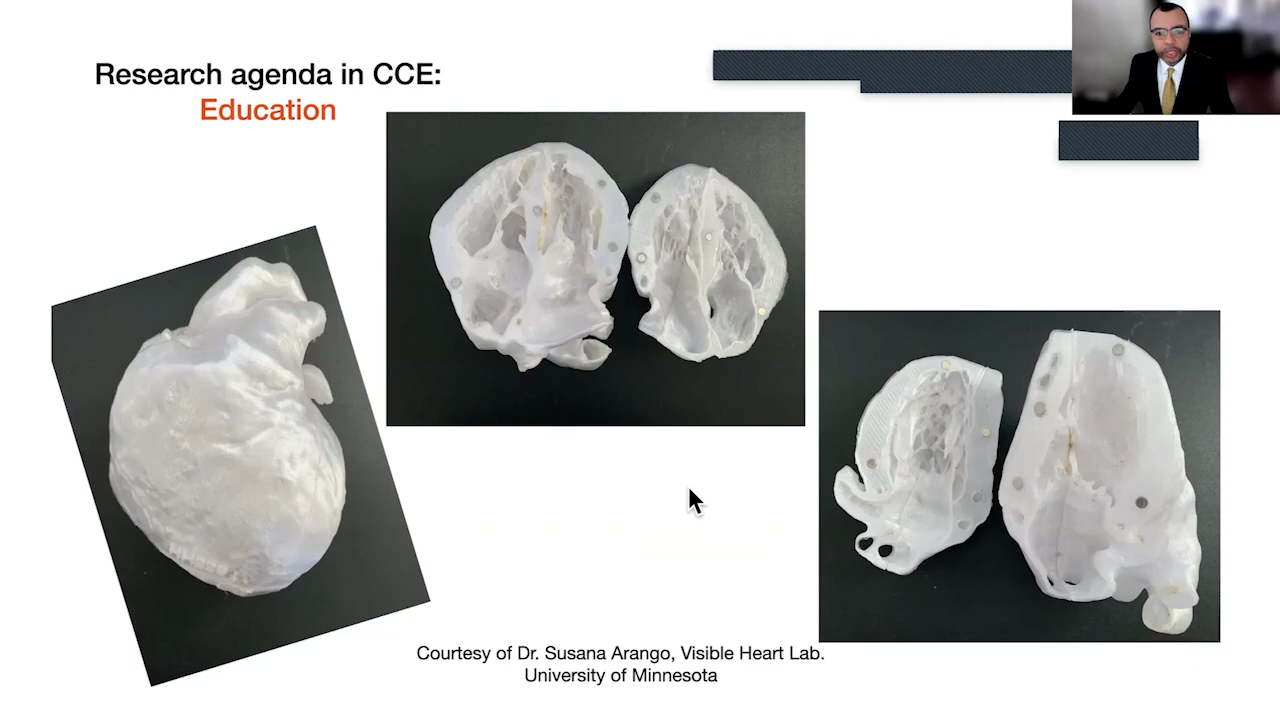 Research agenda in CCE:
Education
Courtesy of Dr. Susana Arango, Visible Heart Lab.
University of Minnesota